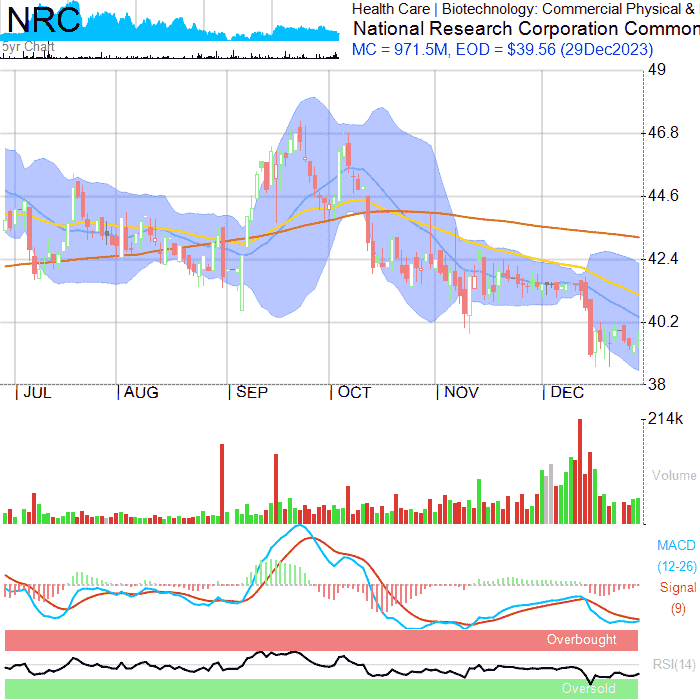 NRC
5yr Chart
Health Care | Biotechnology: Commercial Physical &
National Research Corporation Common
MC = 971.5M, EOD = $39.56 (29Dec2023)
49
46.8
44.6
42.4
40.2
38
JUL AUG SEP OCT NOV DEC
214k
Volume
MACD
(12-26)
Signal
(9)
Overbought
RSI(14)
Oversold